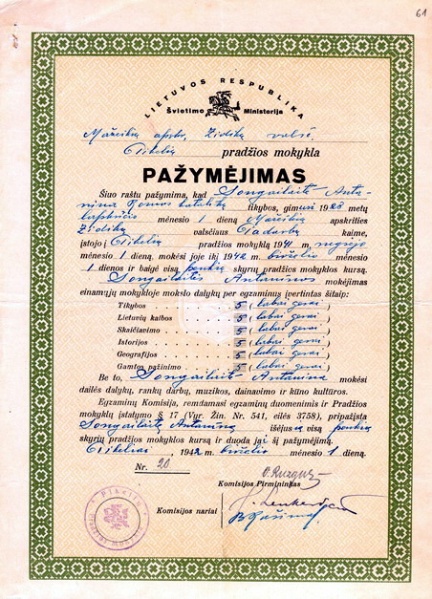 61
LIETUVOS RESPUBLIKA
Švietimo Ministerija
Mažeikių apskr. Židikų valsč.
Pikelių pradžios mokykla
PAŽYMĖJIMAS
Šiuo raštu pažymima, kad Songailaitė Anta-
nina Romos katalikų tikybos, gimusi 1928 metų
lapkričio mėnesio 1 dieną Mažeikių apskrities
Židikų valsčiaus kaime,
įstojo į Pikelių pradžios mokyklą 1941 m. rugsėjo
mėnesio 1 dieną, mokėsi joje iki 1942 m. birželio mėnesio
1 dienos ir baigė visą penkių skyrių pradžios mokyklos kursą.
Songailaitės Antaninos mokėjimas
einamųjų mokykloje mokslo dalykų per egzaminus įvertintas šitaip:
Tikybos 5 (labai gerai)
Lietuvių kalbos 5 (labai gerai)
Skaičiavimo 5 (labai gerai)
Istorijos 5 (labai gerai)
Geografijos 5 (labai gerai)
Gamtos pažinimo 5 (labai gerai)
Be to, Songailaitė Antanina mokėsi
dailės dalykų, rankų darbų, muzikos, dainavimo ir kūno kultūros.
Egzaminų Komisija, remdamasi egzaminų duomenimis ir Pradžios
mokyklų įstatymo § 17 (Vyr. Žin. Nr. 541, eilės 3758), pripažįsta
Songailaitę Antaniną išėjusią visą penkių
skyrių pradžios mokyklos kursą ir duoda jai šį pažymėjimą.
Pikeliai 1942 m. birželio mėnesio 1 dieną.
Nr. 20
Komisijos Pirmininkas
Komisijos nariai